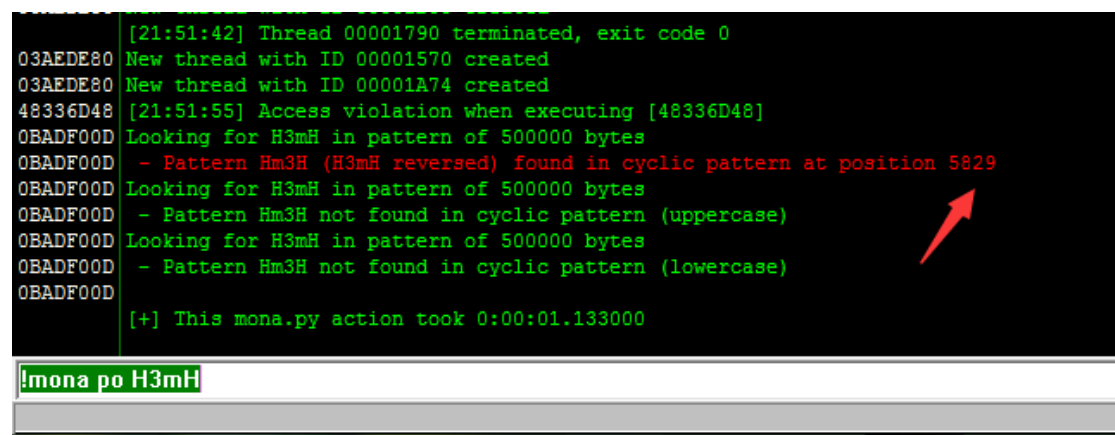 [21:51:42] Thread 00001790 terminated, exit code 0
03AEDE80 New thread with ID 00001570 created
03AEDE80 New thread with ID 00001A74 created
48336D48 [21:51:55] Access violation when executing [48336D48]
0BADF00D Looking for H3mH in pattern of 500000 bytes
0BADF00D - Pattern Hm3H (H3mH reversed) found in cyclic pattern at position 5829
0BADF00D Looking for H3mH in pattern of 500000 bytes
0BADF00D - Pattern Hm3H not found in cyclic pattern (uppercase)
0BADF00D Looking for H3mH in pattern of 500000 bytes
0BADF00D - Pattern Hm3H not found in cyclic pattern (lowercase)
0BADF00D
[+] This mona.py action took 0:00:01.133000
!mona po H3mH